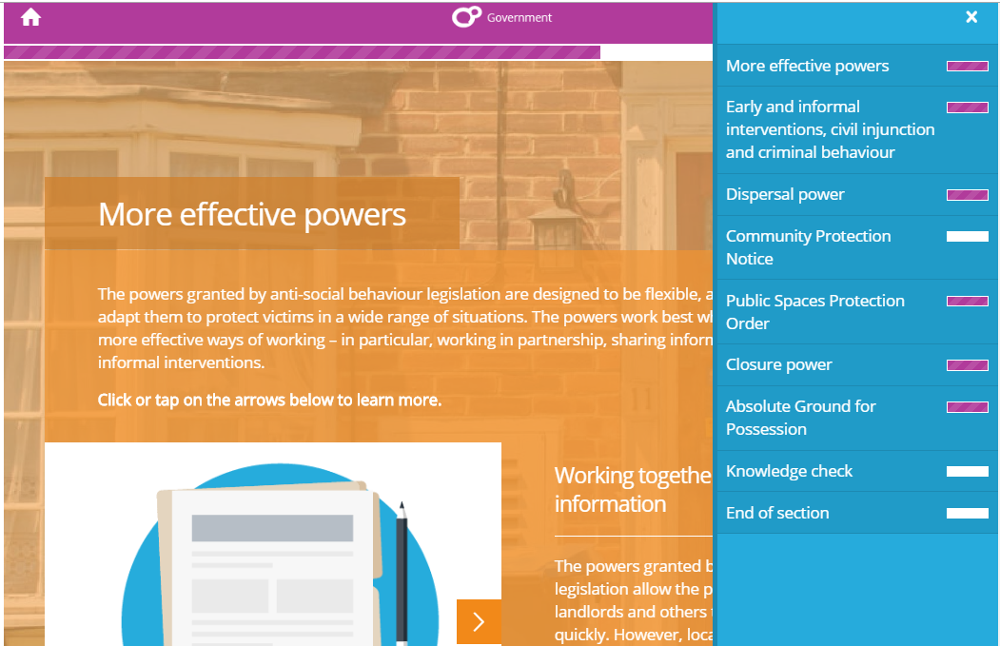 Government
More effective powers
The powers granted by anti-social behaviour legislation are designed to be flexible, a
adapt them to protect victims in a wide range of situations. The powers work best wh
more effective ways of working – in particular, working in partnership, sharing inform
informal interventions.
Click or tap on the arrows below to learn more.
Working togethe
information
The powers granted b
legislation allow the p
landlords and others
quickly. However, loca
More effective powers
Early and informal
interventions, civil injunction
and criminal behaviour
Dispersal power
Community Protection
Notice
Public Spaces Protection
Order
Closure power
Absolute Ground for
Possession
Knowledge check
End of section